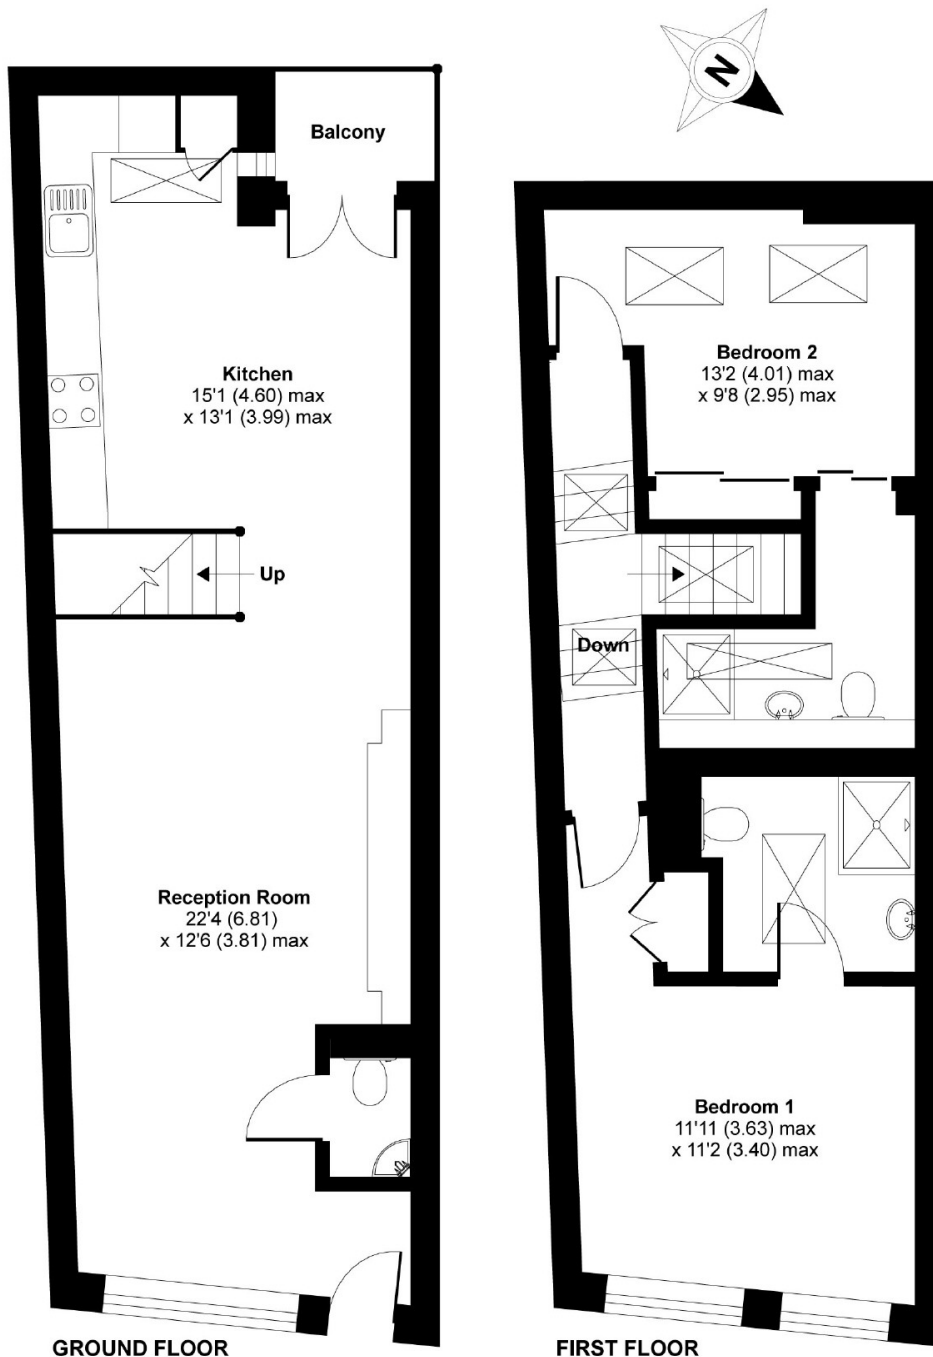 N
Balcony
Kitchen
15'1 (4.60) max
x 13'1 (3.99) max
Up
Reception Room
22'4 (6.81)
x 12'6 (3.81) max
GROUND FLOOR
Bedroom 2
13'2 (4.01) max
x 9'8 (2.95) max
Down
Bedroom 1
11'11 (3.63) max
x 11'2 (3.40) max
FIRST FLOOR